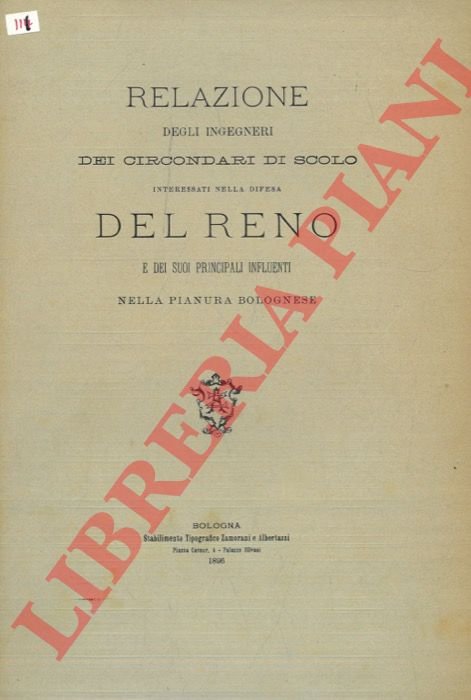 RELAZIONE
DEGLI INGEGNERI
DEI CIRCONDARI DI SCOLO
INTERESSATI NELLA DIFESA
DEL RENO
E DEI SUOI PRINCIPALI INFLUENTI
NELLA PIANURA BOLOGNESE
BOLOGNA
Stabilimento Tipografico Zamorani e Albertazzi
Piazza Cavour, 4 - Palazzo Silvani
1896
LIBRERIA PIANI